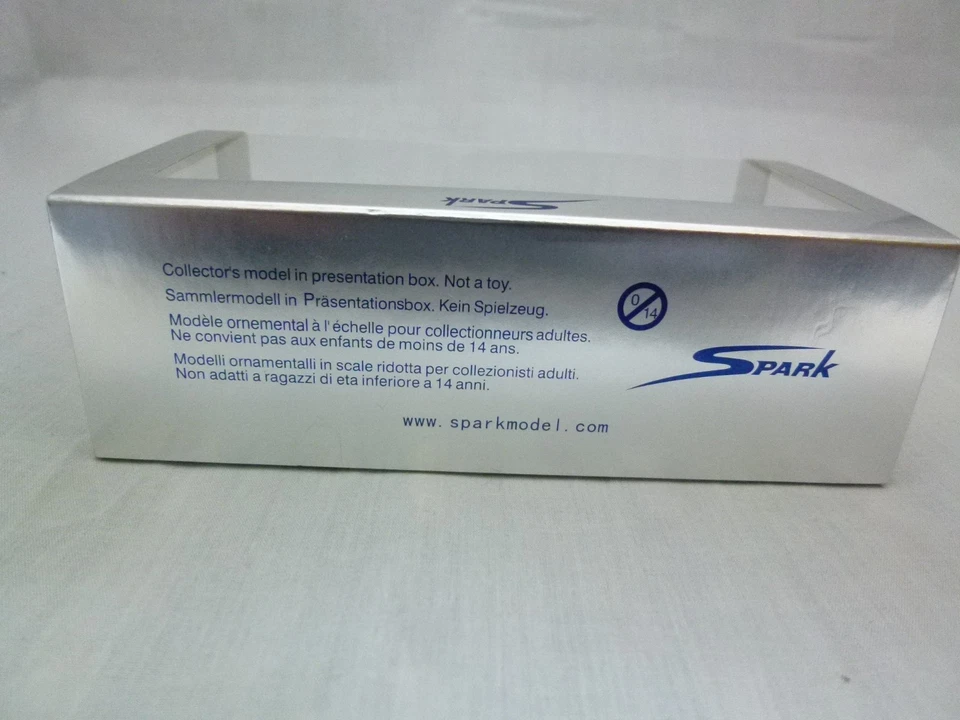 SPARK
Collector's model in presentation box. Not a toy.
Sammlermodell in Präsentationsbox. Kein Spielzeug.
Modèle ornemental à l'échelle pour collectionneurs adultes.
Ne convient pas aux enfants de moins de 14 ans.
Modelli ornamentalli in scale ridotta per collezionisti adulti.
Non adatti a ragazzi di eta inferiore a 14 anni.
0/14
SPARK
www.sparkmodel.com